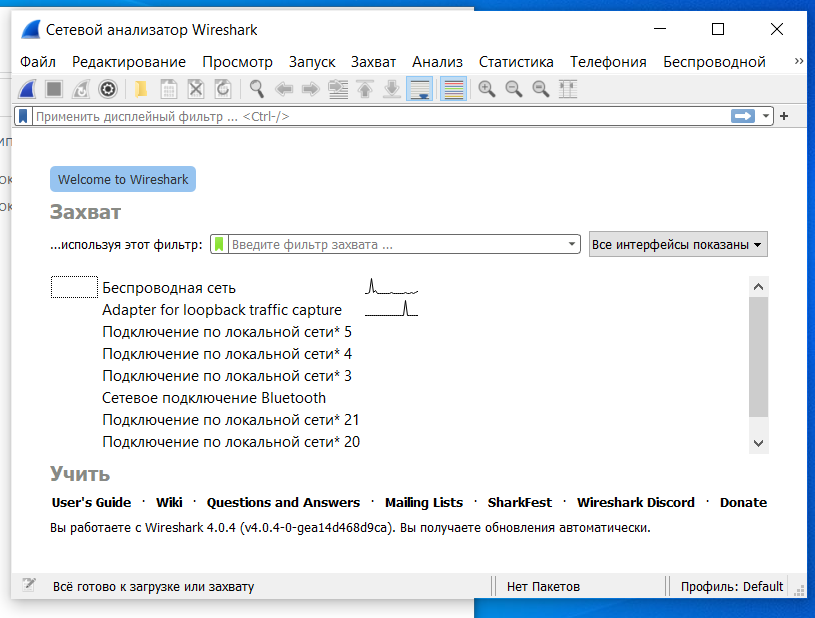 Сетевой анализатор Wireshark
Файл Редактирование Просмотр Запуск Захват Анализ Статистика Телефония Беспроводной »
Применить дисплейный фильтр ... <Ctrl-/> +
Welcome to Wireshark
Захват
...используя этот фильтр: Введите фильтр захвата ... Все интерфейсы показаны
Беспроводная сеть
Adapter for loopback traffic capture
Подключение по локальной сети* 5
Подключение по локальной сети* 4
Подключение по локальной сети* 3
Сетевое подключение Bluetooth
Подключение по локальной сети* 21
Подключение по локальной сети* 20
Учить
User's Guide · Wiki · Questions and Answers · Mailing Lists · SharkFest · Wireshark Discord · Donate
Вы работаете с Wireshark 4.0.4 (v4.0.4-0-gea14d468d9ca). Вы получаете обновления автоматически.
Всё готово к загрузке или захвату Нет Пакетов Профиль: Default